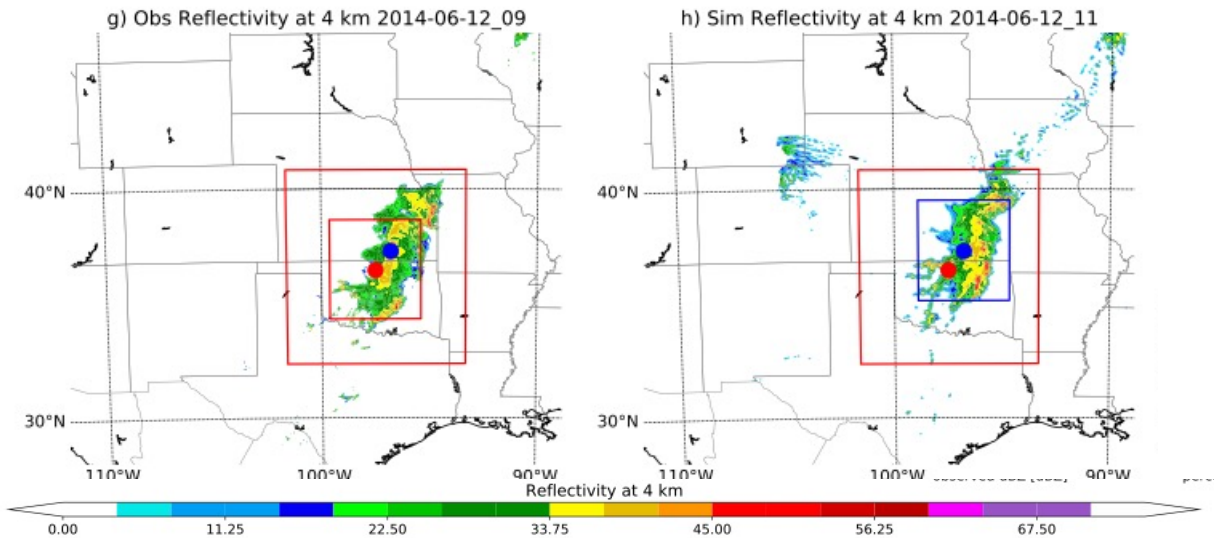 g) Obs Reflectivity at 4 km 2014-06-12_09
h) Sim Reflectivity at 4 km 2014-06-12_11
40°N
40°N
30°N
30°N
110°W 100°W 90°W
110°W 100°W 90°W
Reflectivity at 4 km
0.00 11.25 22.50 33.75 45.00 56.25 67.50